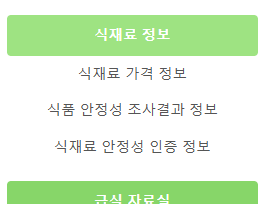 식재료 정보
식재료 가격 정보
식품 안정성 조사결과 정보
식재료 안정성 인증 정보
급식 자료실